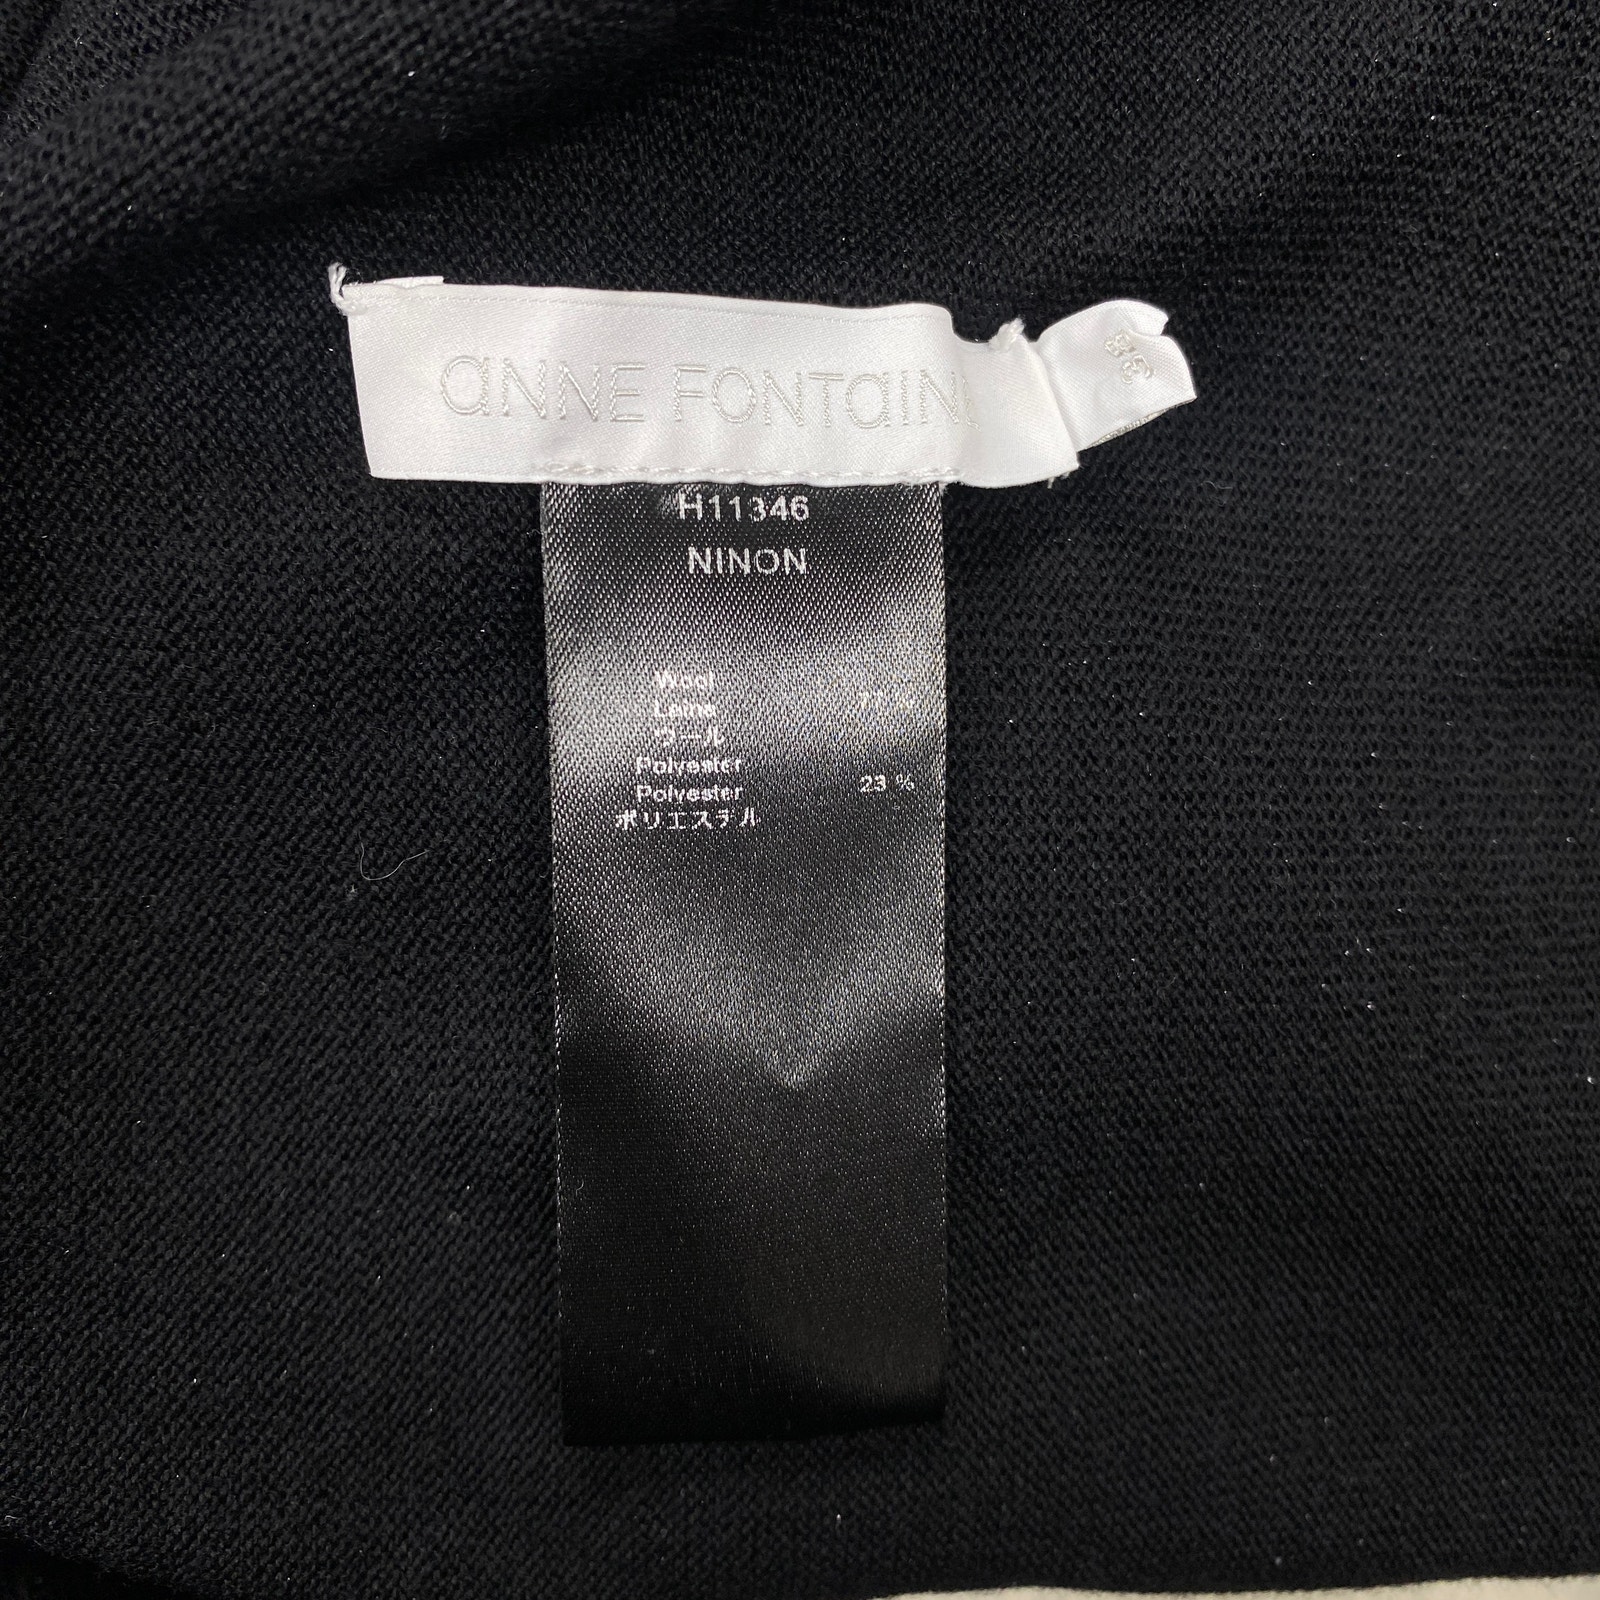 aNNE FONTaINE
H11346
NINON
Wool
Laine
ウール
Polyester
Polyester 23 %
ポリエステル